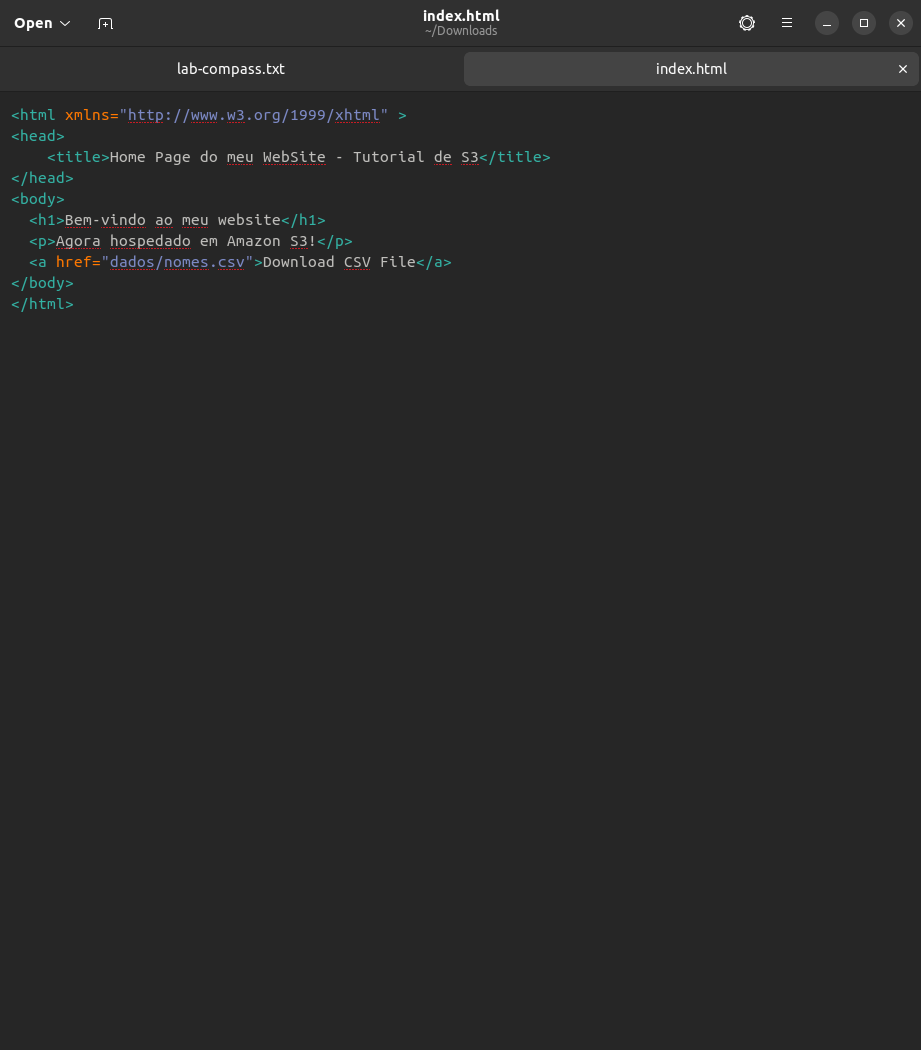 Open
index.html
~/Downloads
lab-compass.txt
index.html
<html xmlns="http://www.w3.org/1999/xhtml" >
<head>
    <title>Home Page do meu WebSite - Tutorial de S3</title>
</head>
<body>
  <h1>Bem-vindo ao meu website</h1>
  <p>Agora hospedado em Amazon S3!</p>
  <a href="dados/nomes.csv">Download CSV File</a>
</body>
</html>